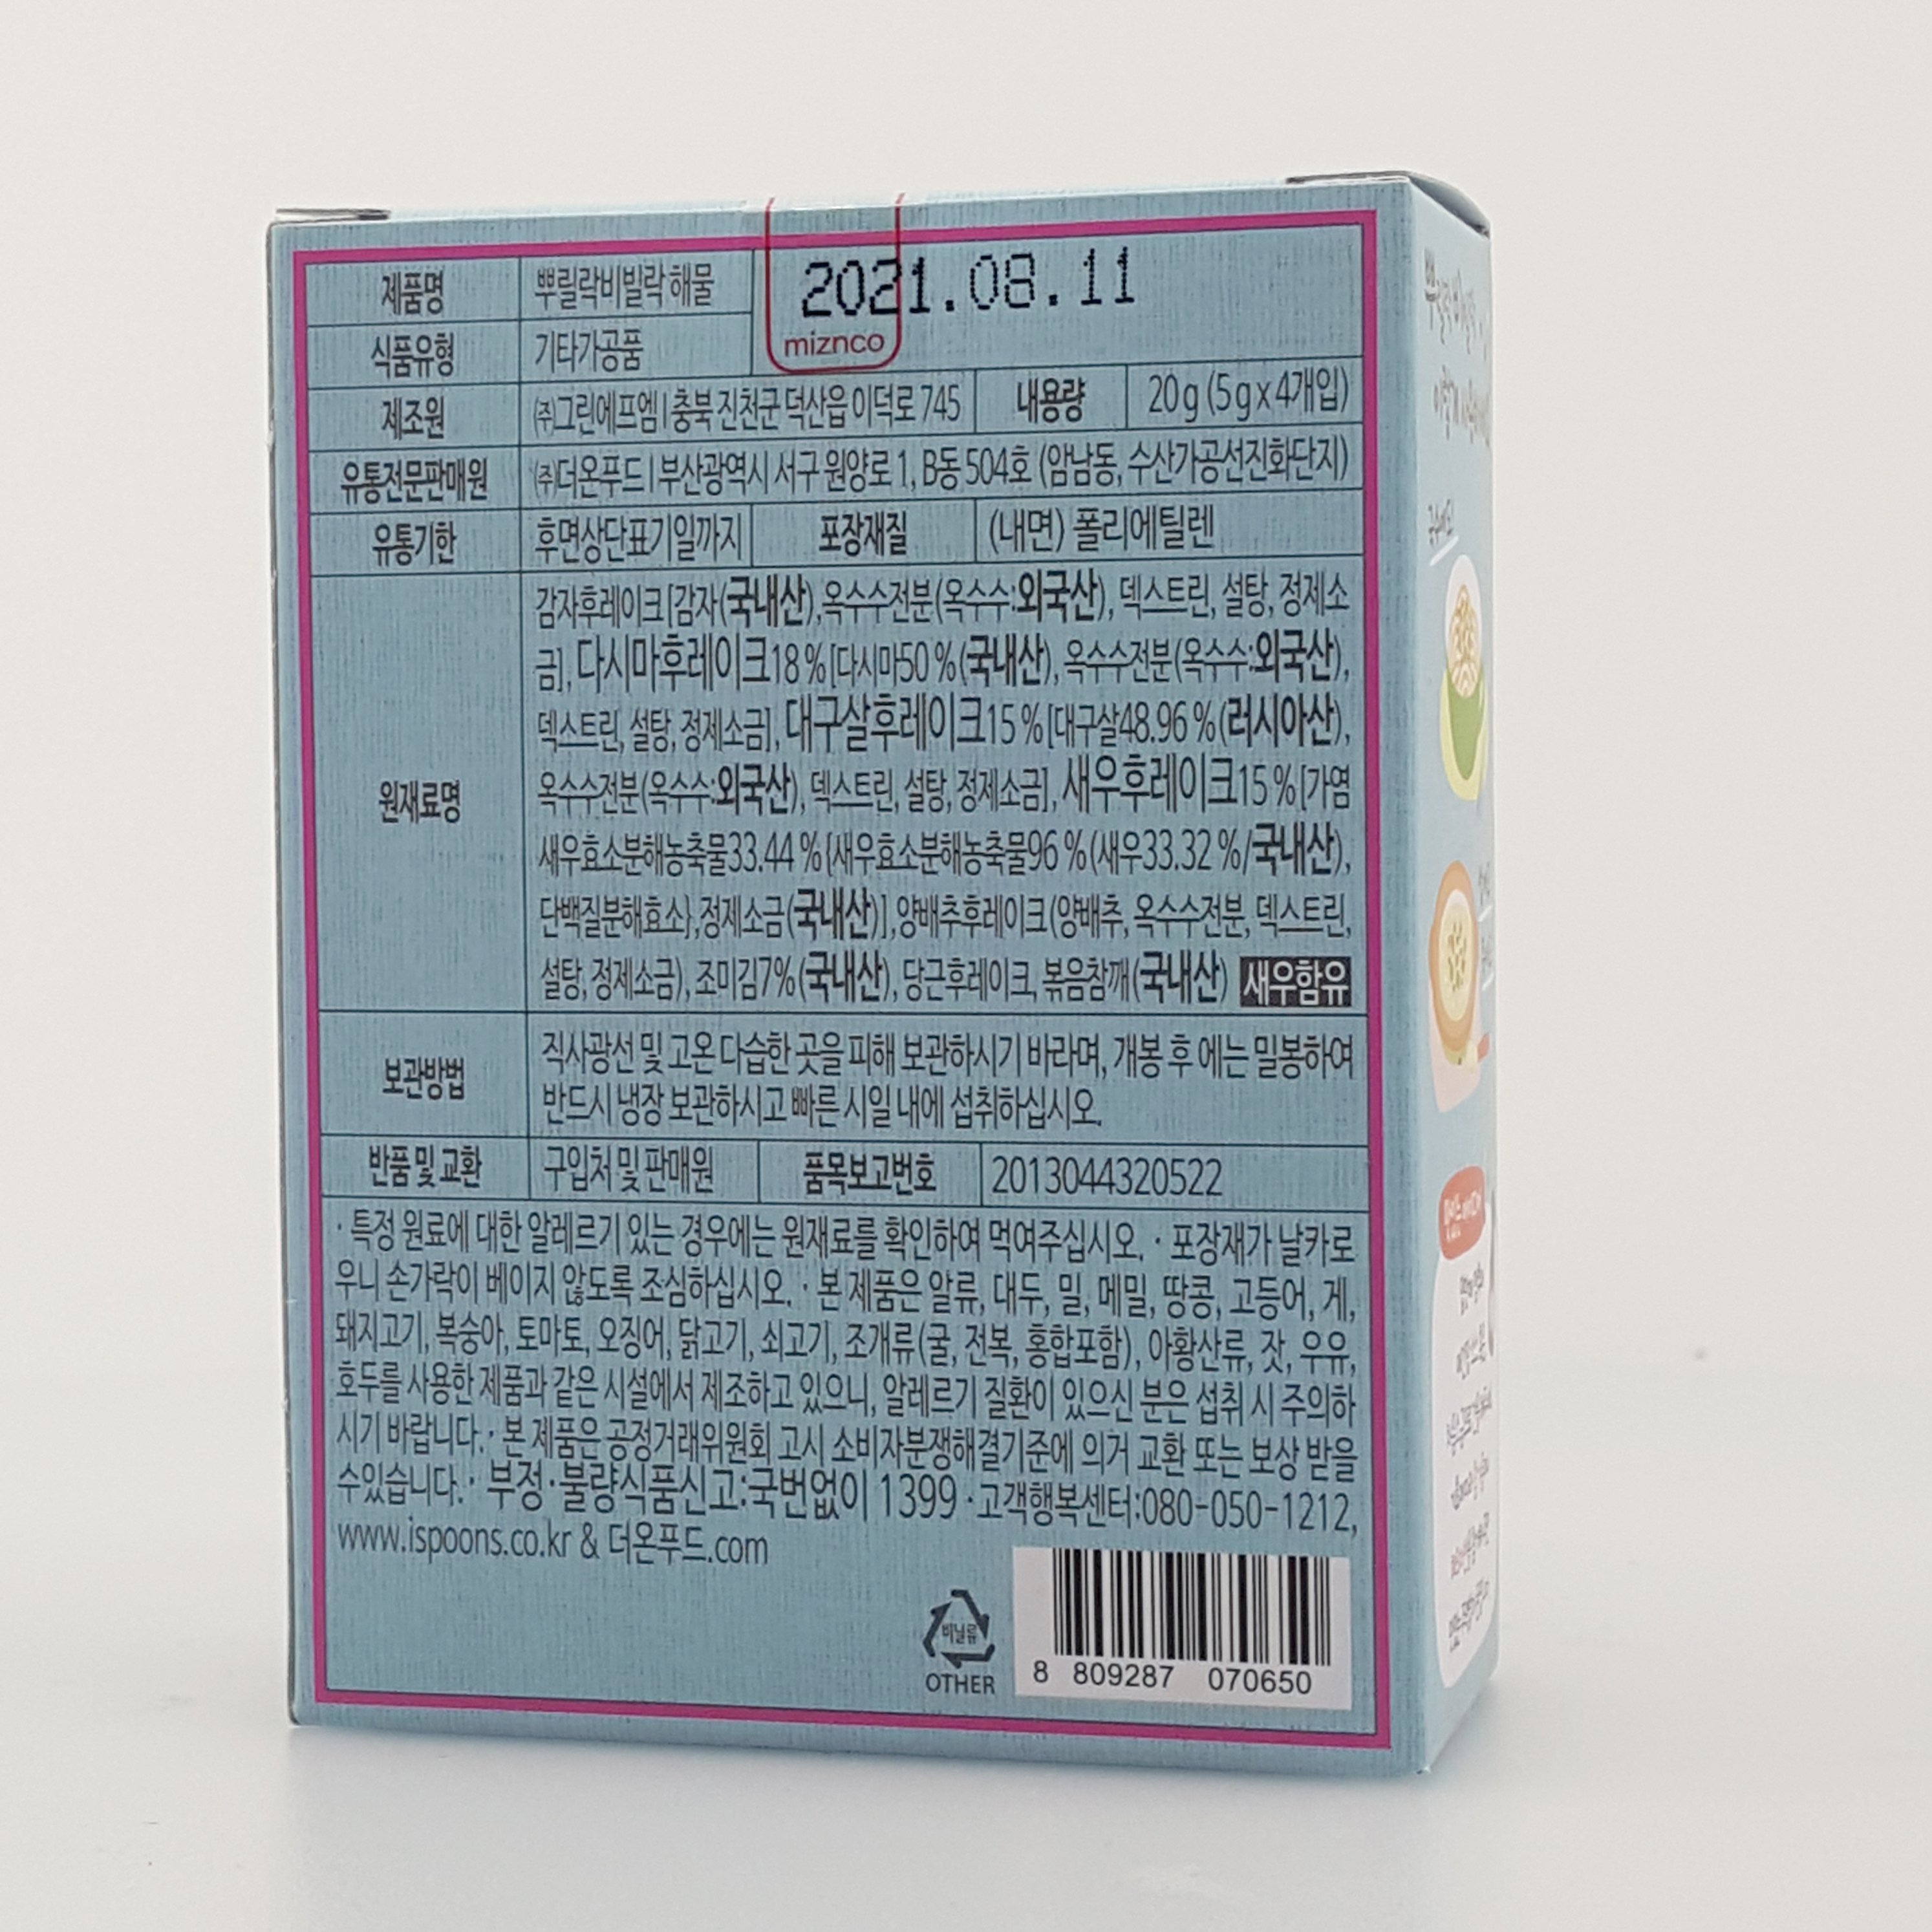 제품명 뿌릴락비빌락 해물
2021.08.11
miznco
식품유형 기타가공품
제조원 ㈜그린에프엠 | 충북 진천군 덕산읍 이덕로 745 내용량 20g (5g x 4개입)
유통전문판매원 ㈜더온푸드 | 부산광역시 서구 원양로 1, B동 504호 (암남동, 수산가공선진화단지)
유통기한 후면상단표기일까지 포장재질 (내면) 폴리에틸렌
원재료명
감자후레이크 [감자(국내산), 옥수수전분(옥수수:외국산), 덱스트린, 설탕, 정제소
금], 다시마후레이크18 % [다시마50 % (국내산), 옥수수전분(옥수수:외국산),
덱스트린, 설탕, 정제소금], 대구살후레이크15 % [대구살48.96 % (러시아산),
옥수수전분(옥수수:외국산), 덱스트린, 설탕, 정제소금], 새우후레이크15 % [가염
새우효소분해농축물33.44 % {새우효소분해농축물96 % (새우33.32 %/국내산),
단백질분해효소},정제소금(국내산)],양배추후레이크(양배추, 옥수수전분, 덱스트린,
설탕, 정제소금), 조미김7% (국내산), 당근후레이크, 볶음참깨(국내산) 새우함유
보관방법
직사광선 및 고온 다습한 곳을 피해 보관하시기 바라며, 개봉 후 에는 밀봉하여
반드시 냉장 보관하시고 빠른 시일 내에 섭취하십시오.
반품 및 교환 구입처 및 판매원 품목보고번호 2013044320522
· 특정 원료에 대한 알레르기 있는 경우에는 원재료를 확인하여 먹여주십시오. · 포장재가 날카로
우니 손가락이 베이지 않도록 조심하십시오. · 본 제품은 알류, 대두, 밀, 메밀, 땅콩, 고등어, 게,
돼지고기, 복숭아, 토마토, 오징어, 닭고기, 쇠고기, 조개류(굴, 전복, 홍합포함), 아황산류, 잣, 우유,
호두를 사용한 제품과 같은 시설에서 제조하고 있으니, 알레르기 질환이 있으신 분은 섭취 시 주의하
시기 바랍니다. · 본 제품은 공정거래위원회 고시 소비자분쟁해결기준에 의거 교환 또는 보상 받을
수있습니다. · 부정·불량식품신고:국번없이 1399 · 고객행복센터:080-050-1212,
www.ispoons.co.kr & 더온푸드.com
비닐류
OTHER
8 809287 070650